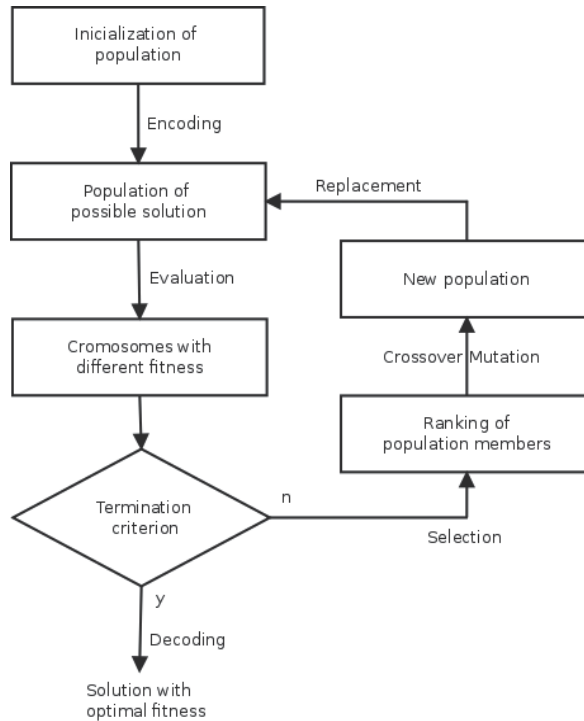 Inicialization of
population
Encoding
Population of
possible solution
Replacement
Evaluation
New population
Cromosomes with
different fitness
Crossover Mutation
Ranking of
population members
Termination
criterion
n
Selection
y
Decoding
Solution with
optimal fitness